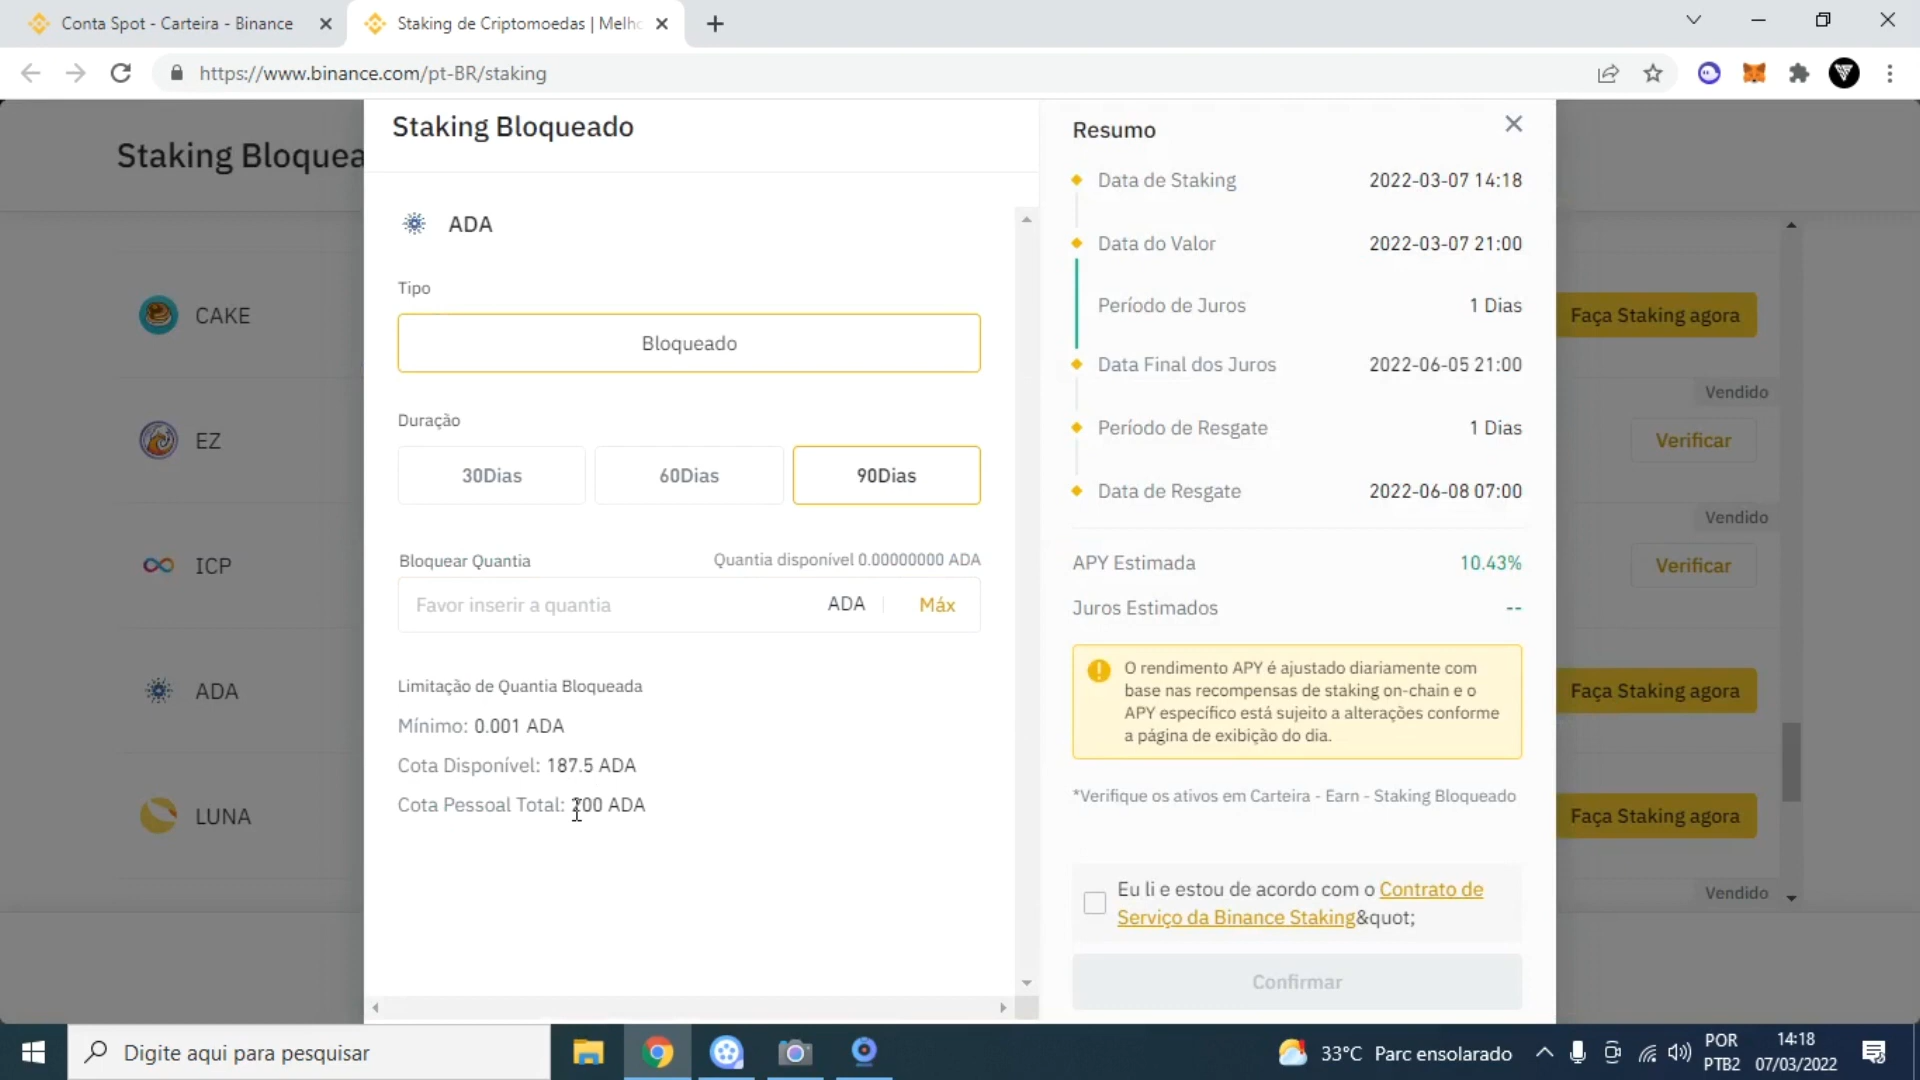 Conta Spot - Carteira - Binance
Staking de Criptomoedas | Melho
https://www.binance.com/pt-BR/staking
Staking Bloquea
CAKE
EZ
ICP
ADA
LUNA
Staking Bloqueado
ADA
Tipo
Bloqueado
Duração
30Dias
60Dias
90Dias
Bloquear Quantia
Quantia disponível 0.00000000 ADA
Favor inserir a quantia
ADA
Máx
Limitação de Quantia Bloqueada
Mínimo: 0.001 ADA
Cota Disponível: 187.5 ADA
Cota Pessoal Total: 200 ADA
Resumo
Data de Staking 2022-03-07 14:18
Data do Valor 2022-03-07 21:00
Período de Juros 1 Dias
Data Final dos Juros 2022-06-05 21:00
Período de Resgate 1 Dias
Data de Resgate 2022-06-08 07:00
APY Estimada 10.43%
Juros Estimados --
O rendimento APY é ajustado diariamente com
base nas recompensas de staking on-chain e o
APY específico está sujeito a alterações conforme
a página de exibição do dia.
*Verifique os ativos em Carteira - Earn - Staking Bloqueado
Eu li e estou de acordo com o Contrato de
Serviço da Binance Staking&quot;
Confirmar
Faça Staking agora
Vendido
Verificar
Vendido
Verificar
Faça Staking agora
Faça Staking agora
Vendido
Digite aqui para pesquisar
33°C Parc ensolarado
POR
PTB2
14:18
07/03/2022